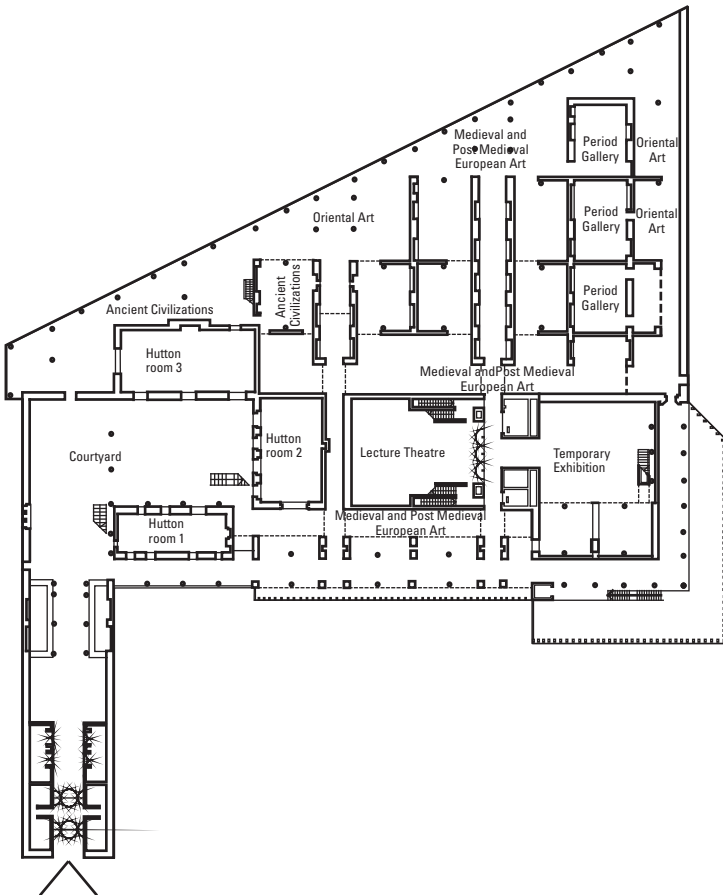 Medieval and
Post Medieval
European Art
Period
Gallery
Oriental
Art
Period
Gallery
Oriental
Art
Oriental Art
Ancient
Civilizations
Period
Gallery
Ancient Civilizations
Hutton
room 3
Medieval andPost Medieval
European Art
Courtyard
Hutton
room 2
Lecture Theatre
Temporary
Exhibition
Hutton
room 1
Medieval and Post Medieval
European Art